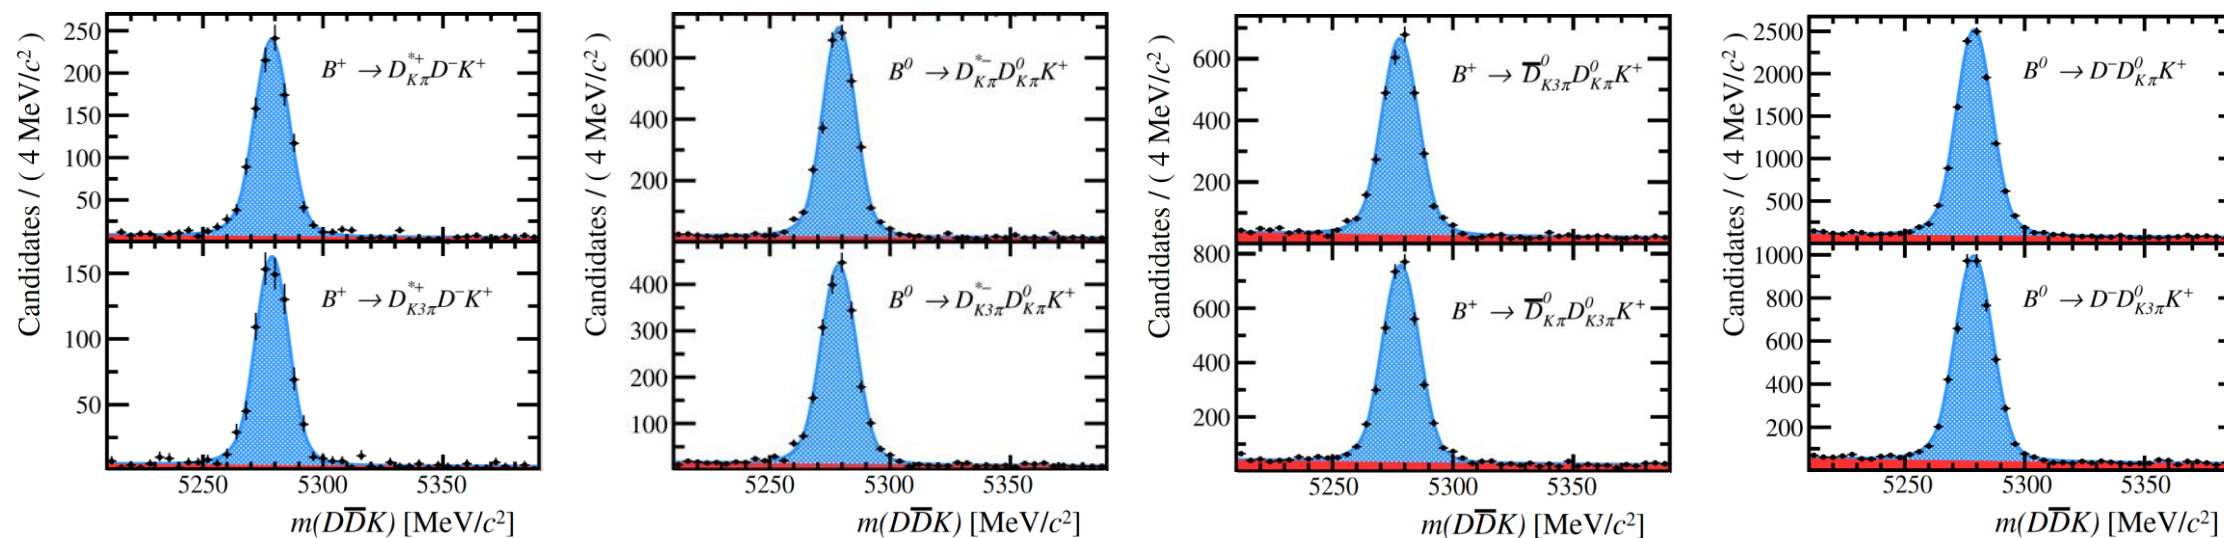 Candidates / ( 4 MeV/c²)
250
200
150
100
50
B⁺ → D*⁺Kπ D⁻K⁺
150
100
50
B⁺ → D*⁺K3π D⁻K⁺
5250 5300 5350
m(DD̅K) [MeV/c²]
Candidates / ( 4 MeV/c²)
600
400
200
B⁰ → D*⁻Kπ D⁰Kπ K⁺
400
300
200
100
B⁰ → D*⁻K3π D⁰Kπ K⁺
5250 5300 5350
m(DD̅K) [MeV/c²]
Candidates / ( 4 MeV/c²)
600
400
200
B⁺ → D̅⁰K3π D⁰Kπ K⁺
800
600
400
200
B⁺ → D̅⁰Kπ D⁰K3π K⁺
5250 5300 5350
m(DD̅K) [MeV/c²]
Candidates / ( 4 MeV/c²)
2500
2000
1500
1000
500
B⁰ → D⁻D⁰Kπ K⁺
1000
800
600
400
200
B⁰ → D⁻D⁰K3π K⁺
5250 5300 5350
m(DD̅K) [MeV/c²]